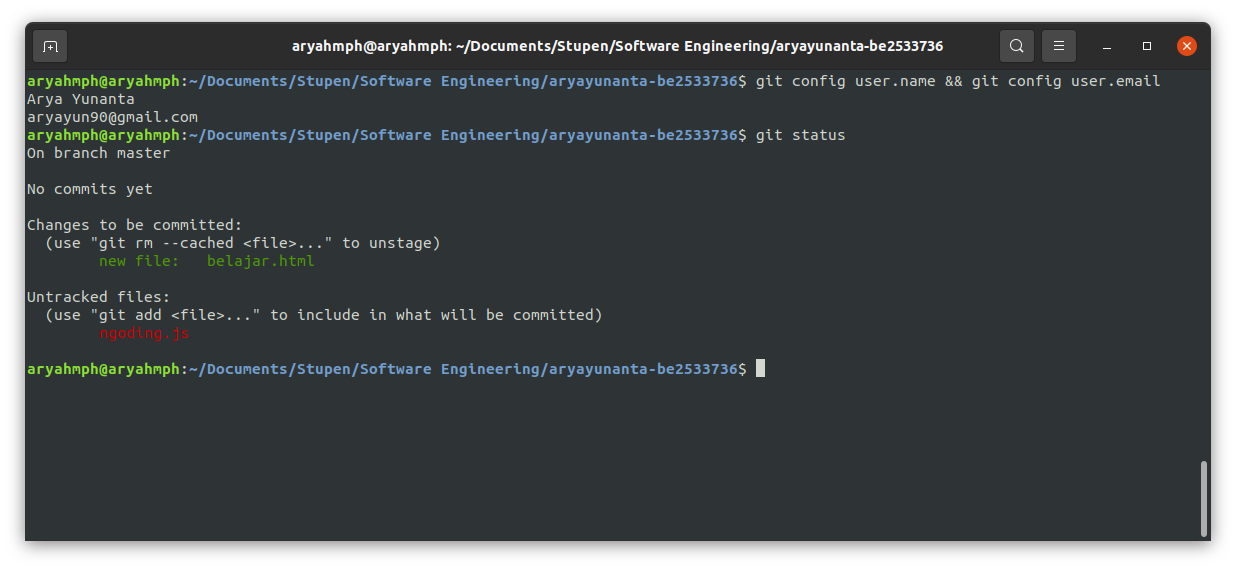 aryahmph@aryahmph: ~/Documents/Stupen/Software Engineering/aryayunanta-be2533736
aryahmph@aryahmph:~/Documents/Stupen/Software Engineering/aryayunanta-be2533736$ git config user.name && git config user.email
Arya Yunanta
aryayun90@gmail.com
aryahmph@aryahmph:~/Documents/Stupen/Software Engineering/aryayunanta-be2533736$ git status
On branch master

No commits yet

Changes to be committed:
  (use "git rm --cached <file>..." to unstage)
        new file:   belajar.html

Untracked files:
  (use "git add <file>..." to include in what will be committed)
        ngoding.js

aryahmph@aryahmph:~/Documents/Stupen/Software Engineering/aryayunanta-be2533736$